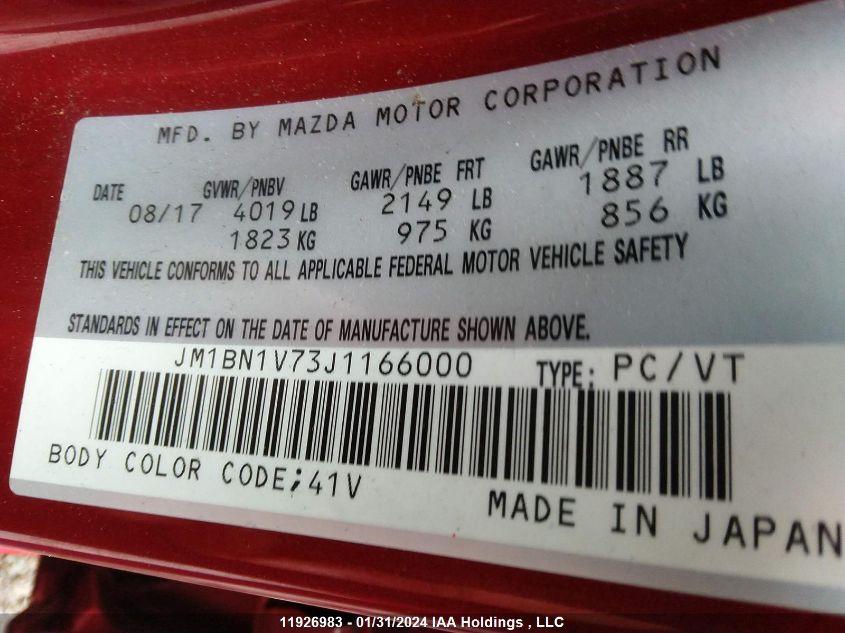 MFD. BY MAZDA MOTOR CORPORATION
DATE GVWR/PNBV GAWR/PNBE FRT GAWR/PNBE RR
08/17 4019 LB 2149 LB 1887 LB
1823 KG 975 KG 856 KG
THIS VEHICLE CONFORMS TO ALL APPLICABLE FEDERAL MOTOR VEHICLE SAFETY
STANDARDS IN EFFECT ON THE DATE OF MANUFACTURE SHOWN ABOVE.
JM1BN1V73J1166000 TYPE: PC/VT
BODY COLOR CODE;41V
MADE IN JAPAN
11926983 - 01/31/2024 IAA Holdings , LLC